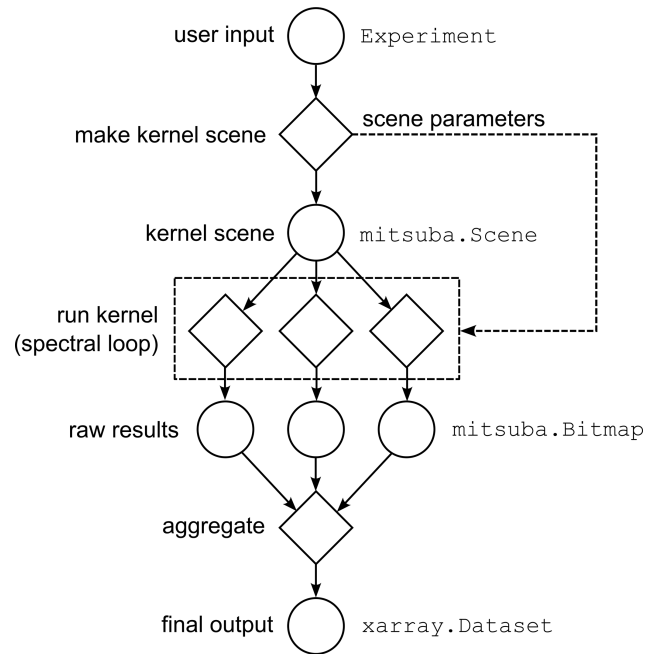 user input
Experiment
make kernel scene
scene parameters
kernel scene
mitsuba.Scene
run kernel
(spectral loop)
raw results
mitsuba.Bitmap
aggregate
final output
xarray.Dataset